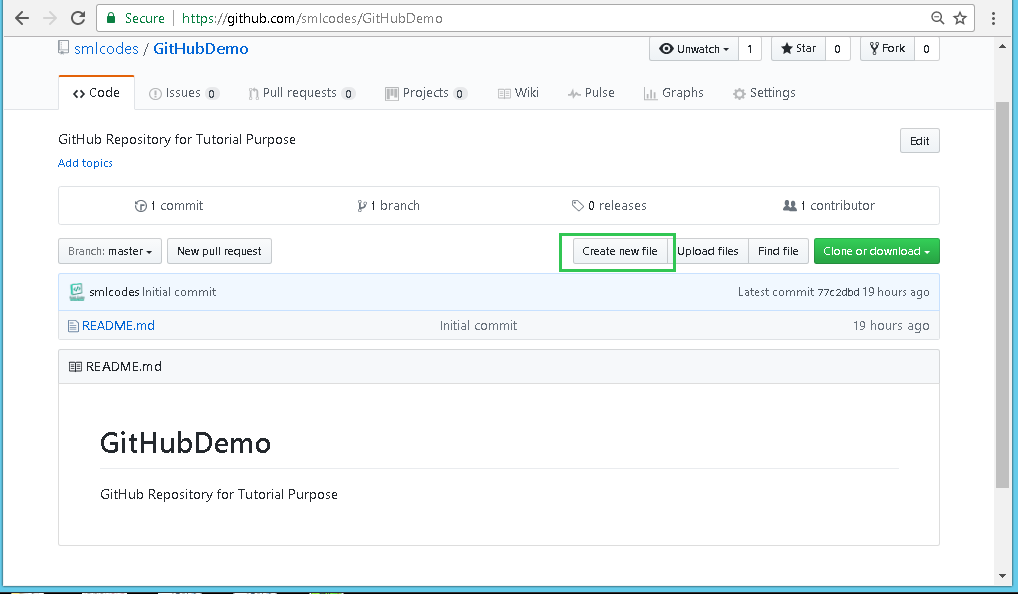 Secure https://github.com/smlcodes/GitHubDemo
smlcodes / GitHubDemo Unwatch 1 Star 0 Fork 0
Code Issues 0 Pull requests 0 Projects 0 Wiki Pulse Graphs Settings
GitHub Repository for Tutorial Purpose Edit
Add topics
1 commit 1 branch 0 releases 1 contributor
Branch: master New pull request Create new file Upload files Find file Clone or download
smlcodes Initial commit Latest commit 77c2dbd 19 hours ago
README.md Initial commit 19 hours ago
README.md
GitHubDemo
GitHub Repository for Tutorial Purpose